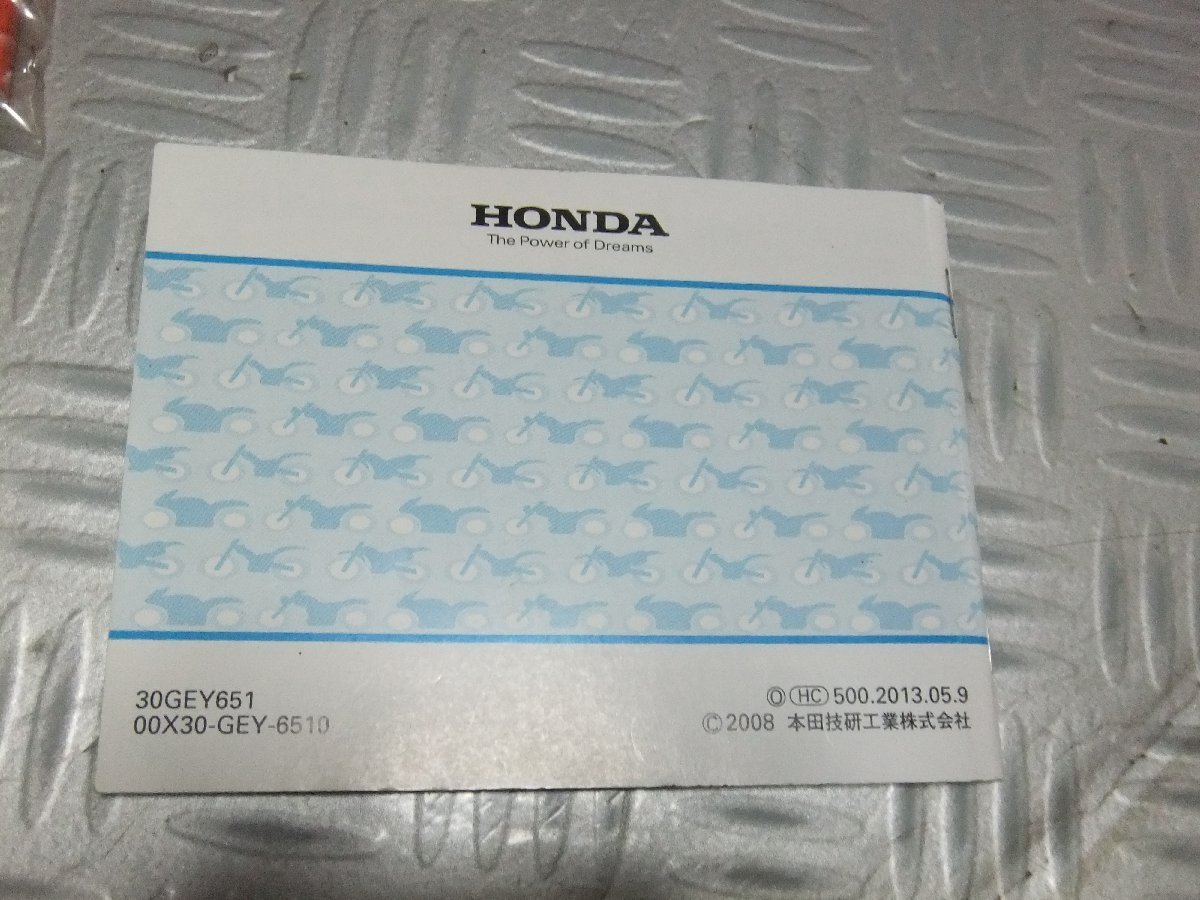 HONDA
The Power of Dreams
30GEY651
00X30-GEY-6510
Ⓞ HC 500.2013.05.9
Ⓒ2008 本田技研工業株式会社